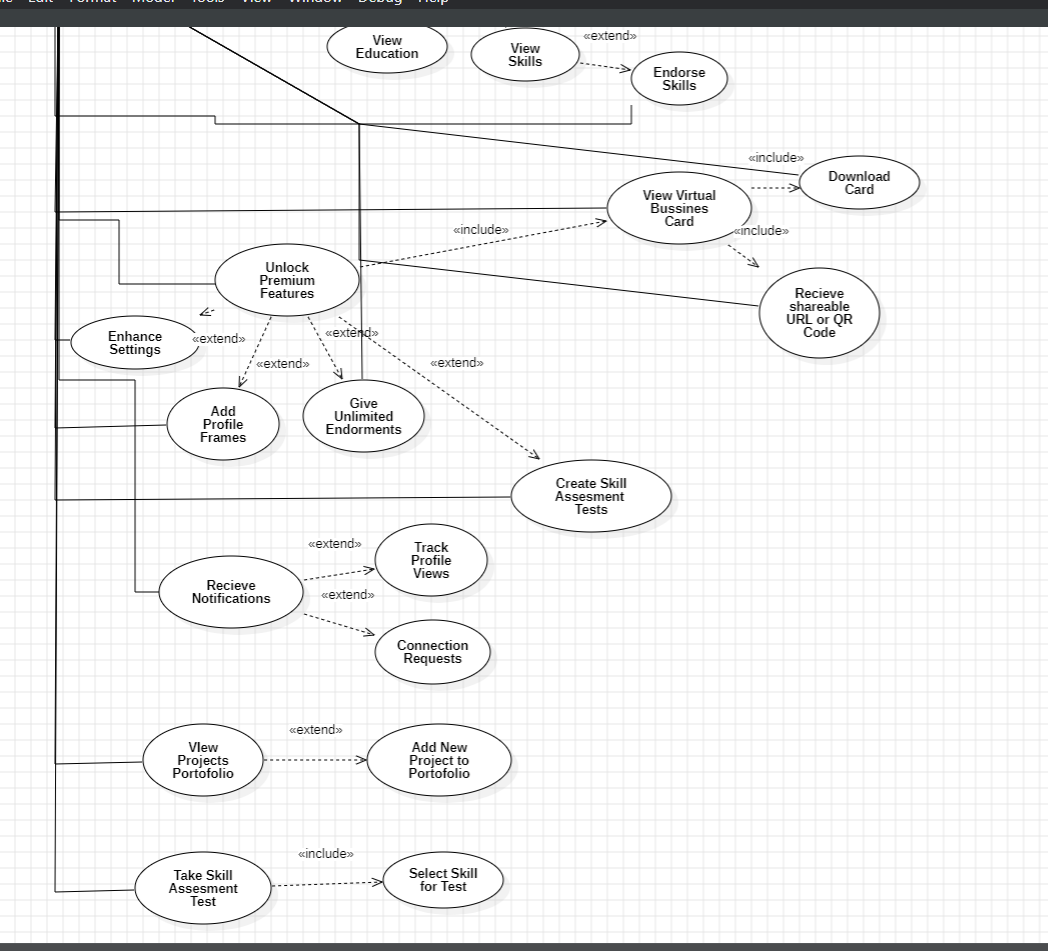 Edit Format Model Tools View Window Debug Help
View
Education
View
Skills
«extend»
Endorse
Skills
«include»
Download
Card
View Virtual
Bussines
Card
«include»
«include»
Unlock
Premium
Features
Recieve
shareable
URL or QR
Code
Enhance
Settings
«extend»
«extend»
«extend»
«extend»
Add
Profile
Frames
Give
Unlimited
Endorments
Create Skill
Assesment
Tests
«extend»
Track
Profile
Views
Recieve
Notifications
«extend»
Connection
Requests
VIew
Projects
Portofolio
«extend»
Add New
Project to
Portofolio
«include»
Take Skill
Assesment
Test
Select Skill
for Test